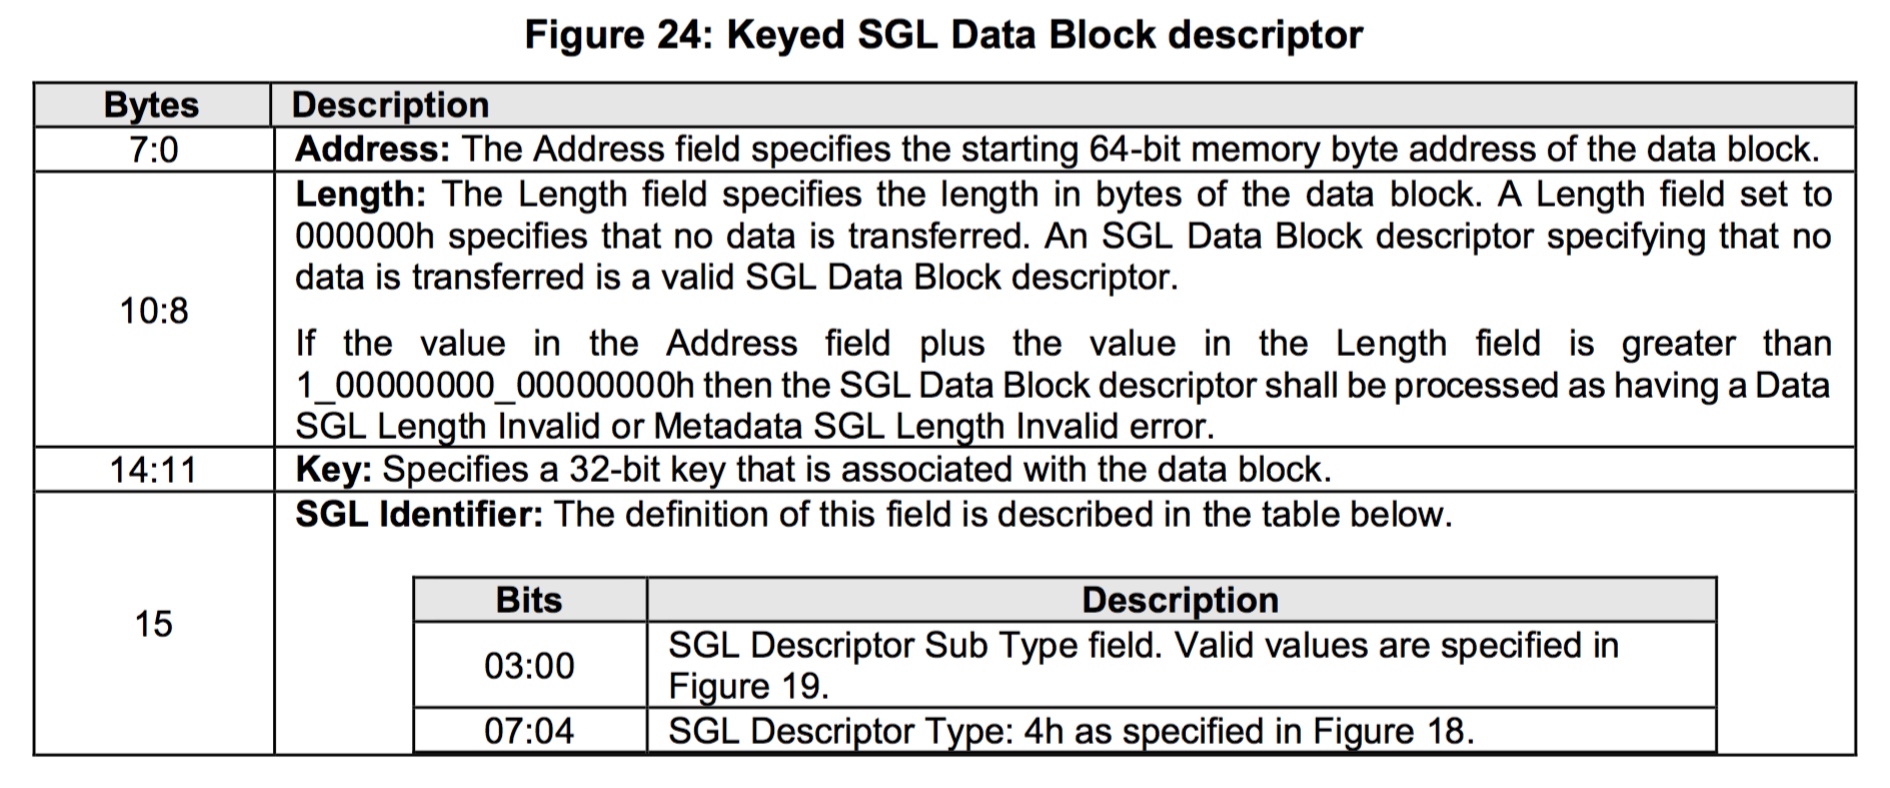 Figure 24: Keyed SGL Data Block descriptor
Bytes Description
7:0 Address: The Address field specifies the starting 64-bit memory byte address of the data block.
Length: The Length field specifies the length in bytes of the data block. A Length field set to
000000h specifies that no data is transferred. An SGL Data Block descriptor specifying that no
data is transferred is a valid SGL Data Block descriptor.
10:8
If the value in the Address field plus the value in the Length field is greater than
1_00000000_00000000h then the SGL Data Block descriptor shall be processed as having a Data
SGL Length Invalid or Metadata SGL Length Invalid error.
14:11 Key: Specifies a 32-bit key that is associated with the data block.
SGL Identifier: The definition of this field is described in the table below.
15
Bits Description
03:00 SGL Descriptor Sub Type field. Valid values are specified in
Figure 19.
07:04 SGL Descriptor Type: 4h as specified in Figure 18.